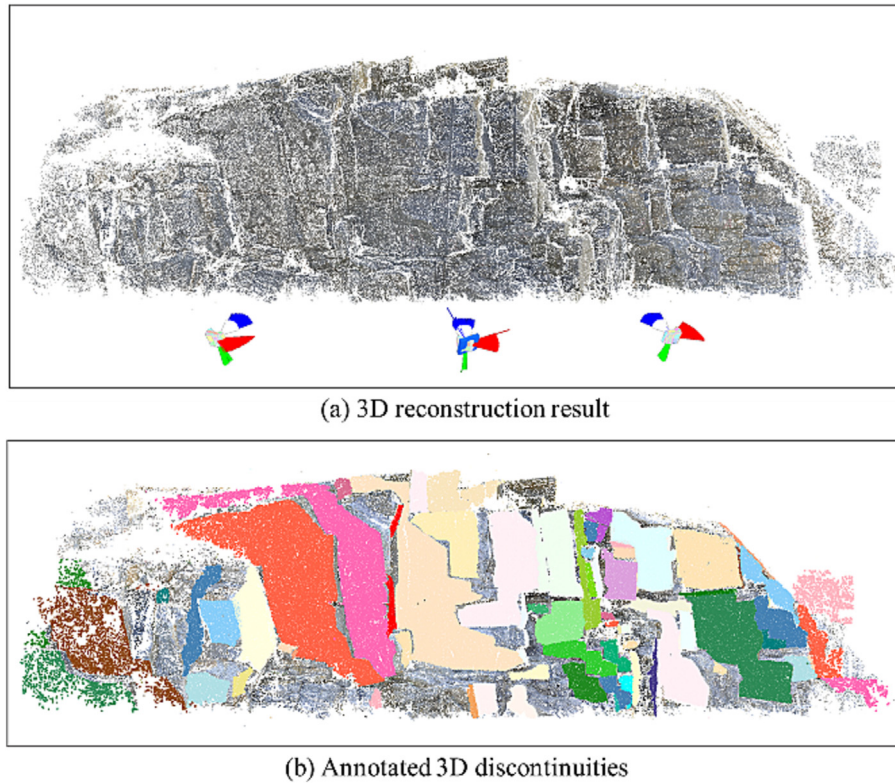 (a) 3D reconstruction result
(b) Annotated 3D discontinuities